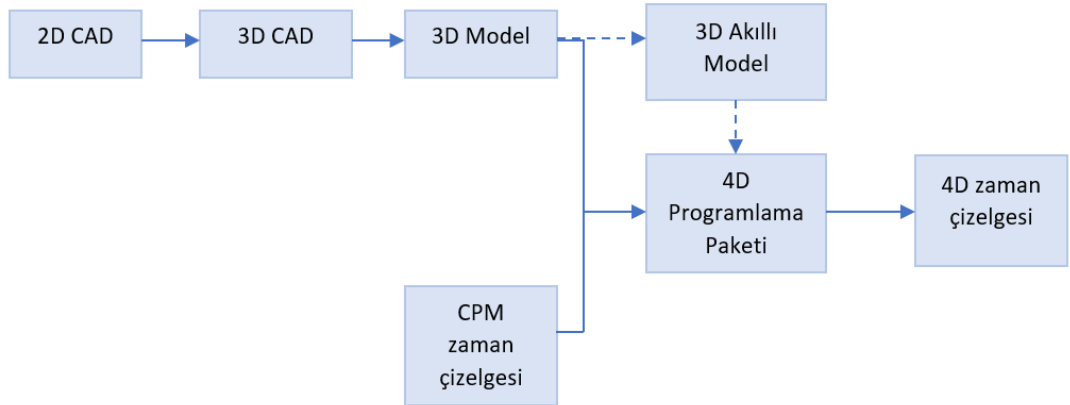 2D CAD
3D CAD
3D Model
3D Akıllı
Model
4D
Programlama
Paketi
4D zaman
çizelgesi
CPM
zaman
çizelgesi